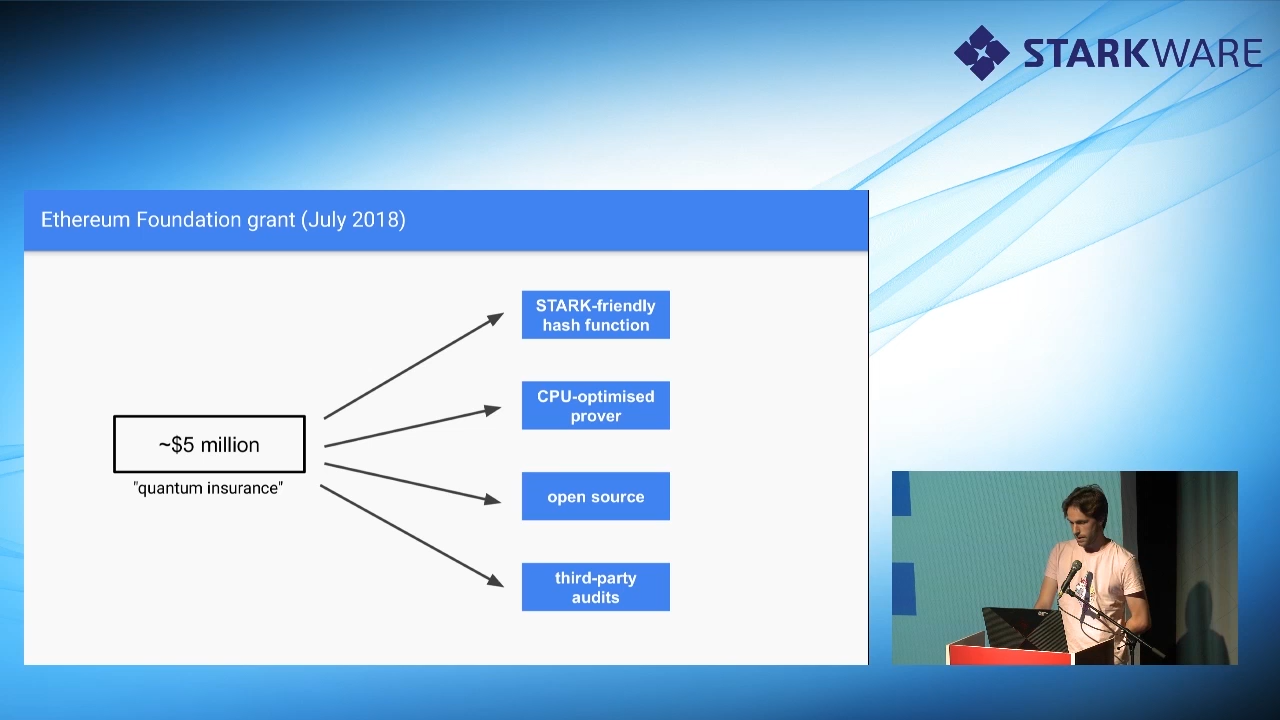 STARKWARE
Ethereum Foundation grant (July 2018)
STARK-friendly
hash function
CPU-optimised
prover
~$5 million
"quantum insurance"
open source
third-party
audits